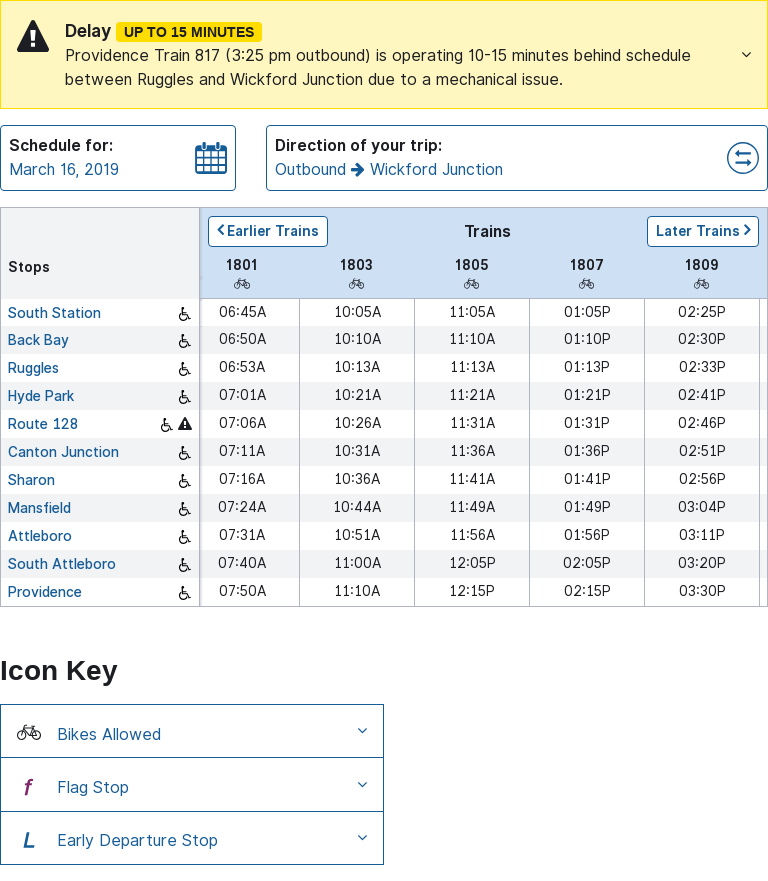 Delay UP TO 15 MINUTES
Providence Train 817 (3:25 pm outbound) is operating 10-15 minutes behind schedule
between Ruggles and Wickford Junction due to a mechanical issue.
Schedule for:
March 16, 2019
Direction of your trip:
Outbound Wickford Junction
Earlier Trains Trains Later Trains
Stops 1801 1803 1805 1807 1809
South Station 06:45A 10:05A 11:05A 01:05P 02:25P
Back Bay 06:50A 10:10A 11:10A 01:10P 02:30P
Ruggles 06:53A 10:13A 11:13A 01:13P 02:33P
Hyde Park 07:01A 10:21A 11:21A 01:21P 02:41P
Route 128 07:06A 10:26A 11:31A 01:31P 02:46P
Canton Junction 07:11A 10:31A 11:36A 01:36P 02:51P
Sharon 07:16A 10:36A 11:41A 01:41P 02:56P
Mansfield 07:24A 10:44A 11:49A 01:49P 03:04P
Attleboro 07:31A 10:51A 11:56A 01:56P 03:11P
South Attleboro 07:40A 11:00A 12:05P 02:05P 03:20P
Providence 07:50A 11:10A 12:15P 02:15P 03:30P
Icon Key
Bikes Allowed
f Flag Stop
L Early Departure Stop